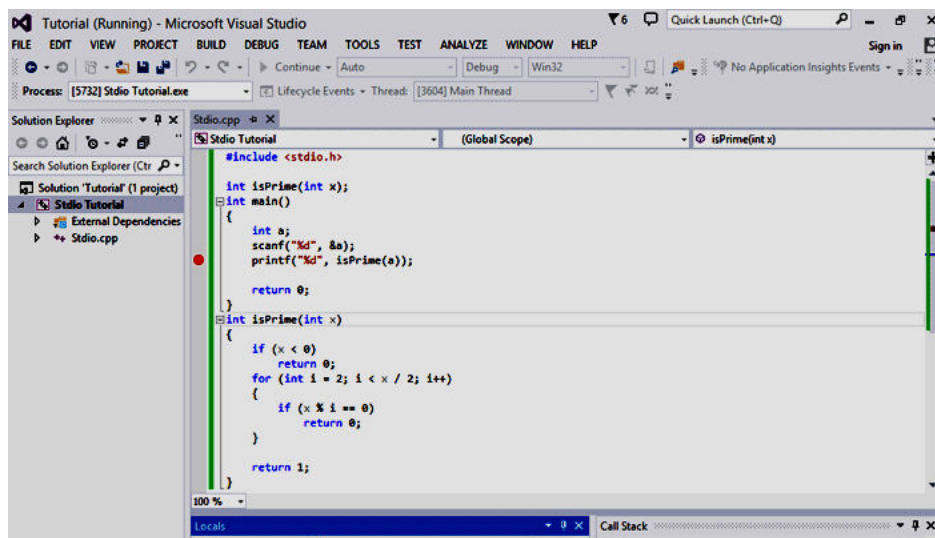 Tutorial (Running) - Microsoft Visual Studio
6
Quick Launch (Ctrl+Q)
FILE EDIT VIEW PROJECT BUILD DEBUG TEAM TOOLS TEST ANALYZE WINDOW HELP
Sign in
Continue Auto Debug Win32 No Application Insights Events
Process: [5732] Stdio Tutorial.exe Lifecycle Events Thread: [3604] Main Thread
Solution Explorer
Search Solution Explorer (Ctr
Solution 'Tutorial' (1 project)
Stdio Tutorial
External Dependencies
Stdio.cpp
Stdio.cpp
Stdio Tutorial (Global Scope) isPrime(int x)
#include <stdio.h>
int isPrime(int x);
int main()
{
int a;
scanf("%d", &a);
printf("%d", isPrime(a));
return 0;
}
int isPrime(int x)
{
if (x < 0)
return 0;
for (int i = 2; i < x / 2; i++)
{
if (x % i == 0)
return 0;
}
return 1;
}
100 %
Locals
Call Stack